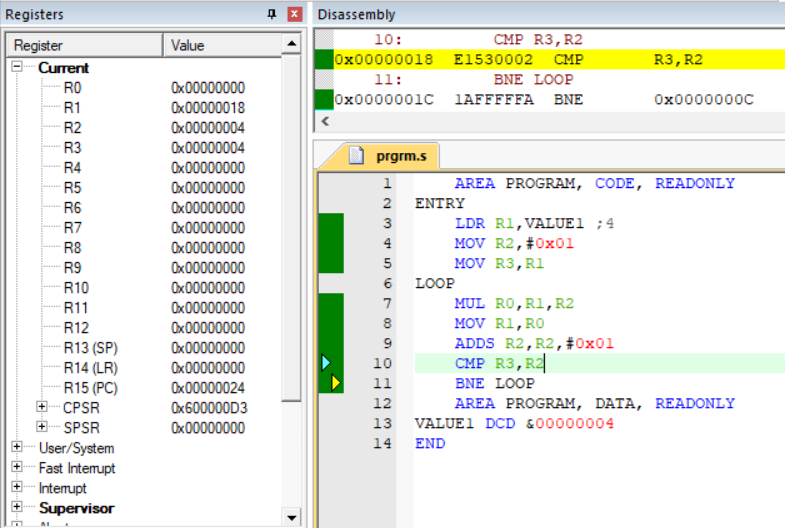 Registers
Register Value
Current
R0 0x00000000
R1 0x00000018
R2 0x00000004
R3 0x00000004
R4 0x00000000
R5 0x00000000
R6 0x00000000
R7 0x00000000
R8 0x00000000
R9 0x00000000
R10 0x00000000
R11 0x00000000
R12 0x00000000
R13 (SP) 0x00000000
R14 (LR) 0x00000000
R15 (PC) 0x00000024
CPSR 0x600000D3
SPSR 0x00000000
User/System
Fast Interrupt
Interrupt
Supervisor
Disassembly
10: CMP R3,R2
0x00000018 E1530002 CMP R3,R2
11: BNE LOOP
0x0000001C 1AFFFFFA BNE 0x0000000C
prgrm.s
1 AREA PROGRAM, CODE, READONLY
2 ENTRY
3 LDR R1,VALUE1 ;4
4 MOV R2,#0x01
5 MOV R3,R1
6 LOOP
7 MUL R0,R1,R2
8 MOV R1,R0
9 ADDS R2,R2,#0x01
10 CMP R3,R2
11 BNE LOOP
12 AREA PROGRAM, DATA, READONLY
13 VALUE1 DCD &00000004
14 END